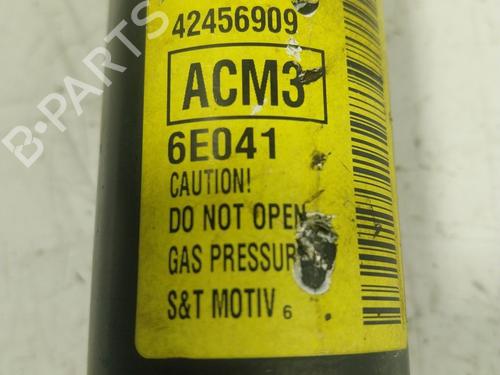 42456909
ACM3
6E041
CAUTION!
DO NOT OPEN
GAS PRESSUR
S&T MOTIV 6
B-PARTS